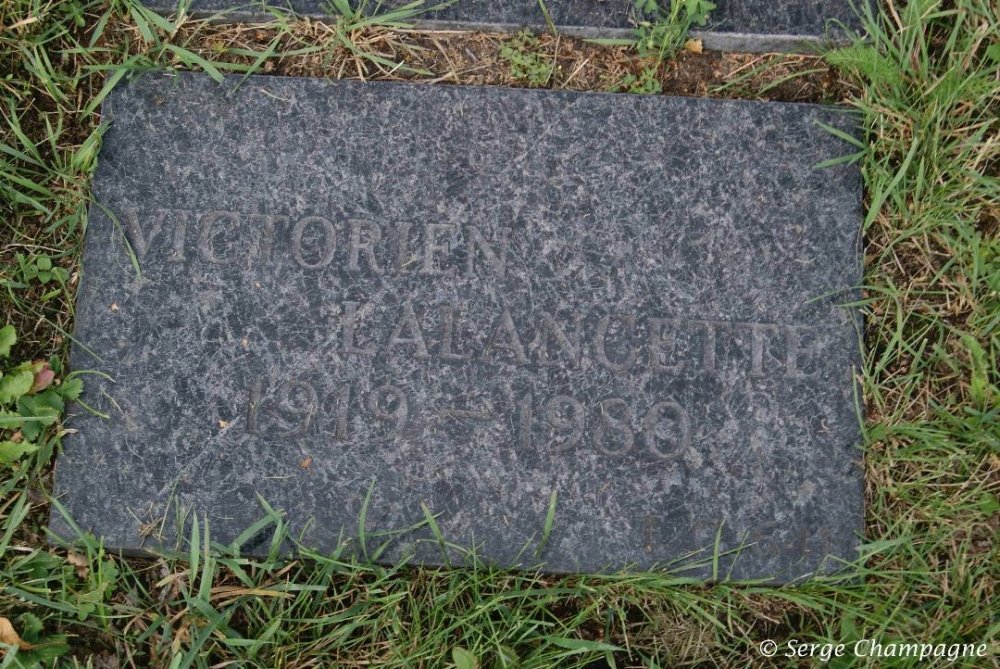 VICTORIEN
LALANCETTE
1919 - 1980
© Serge Champagne